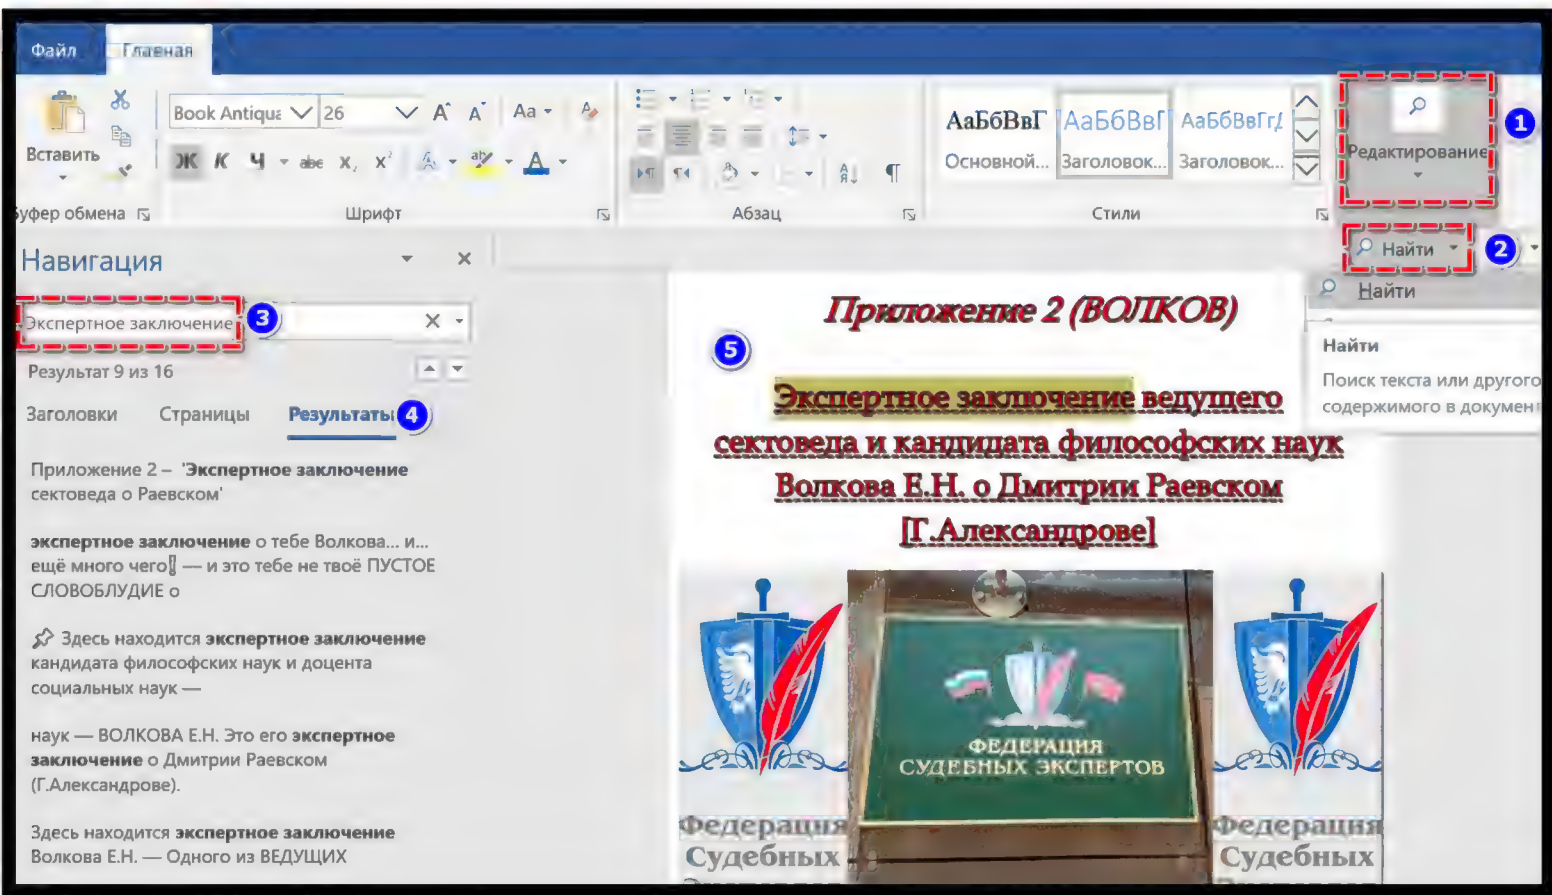 Файл Главная
Book Antiqua 26 Aa
Вставить
Ж К Ч abc X, X² A
Буфер обмена Шрифт Абзац Стили
АаБбВвГ АаБбВвГ АаБбВвГг,
Основной... Заголовок... Заголовок...
Редактирование
1
Найти 2
Найти
Найти
Поиск текста или другого
содержимого в докумен
Навигация
Экспертное заключение 3
Результат 9 из 16
Заголовки Страницы Результаты 4
Приложение 2 – 'Экспертное заключение
сектоведа о Раевском'
экспертное заключение о тебе Волкова... и...
ещё много чего‼ — и это тебе не твоё ПУСТОЕ
СЛОВОБЛУДИЕ о
Здесь находится экспертное заключение
кандидата философских наук и доцента
социальных наук —
наук — ВОЛКОВА Е.Н. Это его экспертное
заключение о Дмитрии Раевском
(Г.Александрове).
Здесь находится экспертное заключение
Волкова Е.Н. — Одного из ВЕДУЩИХ
Приложение 2 (ВОЛКОВ)
5
Экспертное заключение ведущего
сектоведа и кандидата философских наук
Волкова Е.Н. о Дмитрии Раевском
[Г.Александрове]
ФЕДЕРАЦИЯ
СУДЕБНЫХ ЭКСПЕРТОВ
Федерация
Судебных
Федерация
Судебных